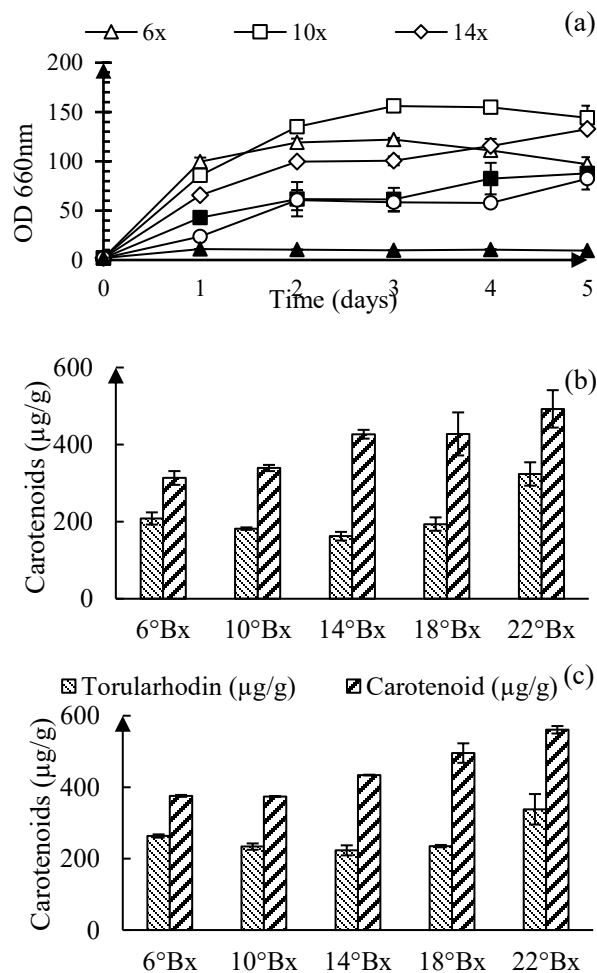 (a)
6x 10x 14x
200
150
100
50
0
OD 660nm
0 1 2 3 4 5
Time (days)
(b)
600
400
200
0
Carotenoids (µg/g)
6°Bx 10°Bx 14°Bx 18°Bx 22°Bx
(c)
Torularhodin (µg/g) Carotenoid (µg/g)
600
400
200
0
Carotenoids (µg/g)
6°Bx 10°Bx 14°Bx 18°Bx 22°Bx